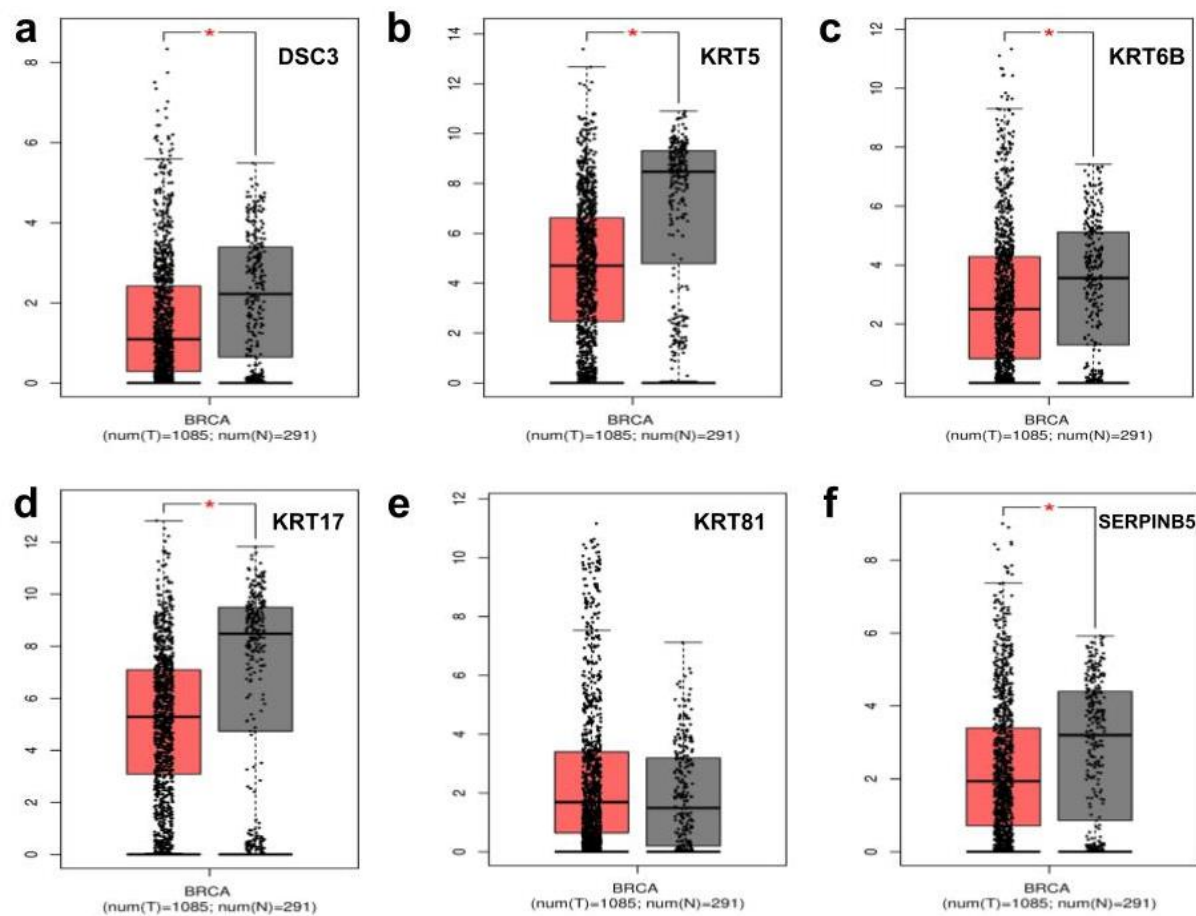 a
DSC3
*
8
6
4
2
0
BRCA
(num(T)=1085; num(N)=291)
b
KRT5
*
14
12
10
8
6
4
2
0
BRCA
(num(T)=1085; num(N)=291)
c
KRT6B
*
12
10
8
6
4
2
0
BRCA
(num(T)=1085; num(N)=291)
d
KRT17
*
12
10
8
6
4
2
0
BRCA
(num(T)=1085; num(N)=291)
e
KRT81
12
10
8
6
4
2
0
BRCA
(num(T)=1085; num(N)=291)
f
SERPINB5
*
8
6
4
2
0
BRCA
(num(T)=1085; num(N)=291)